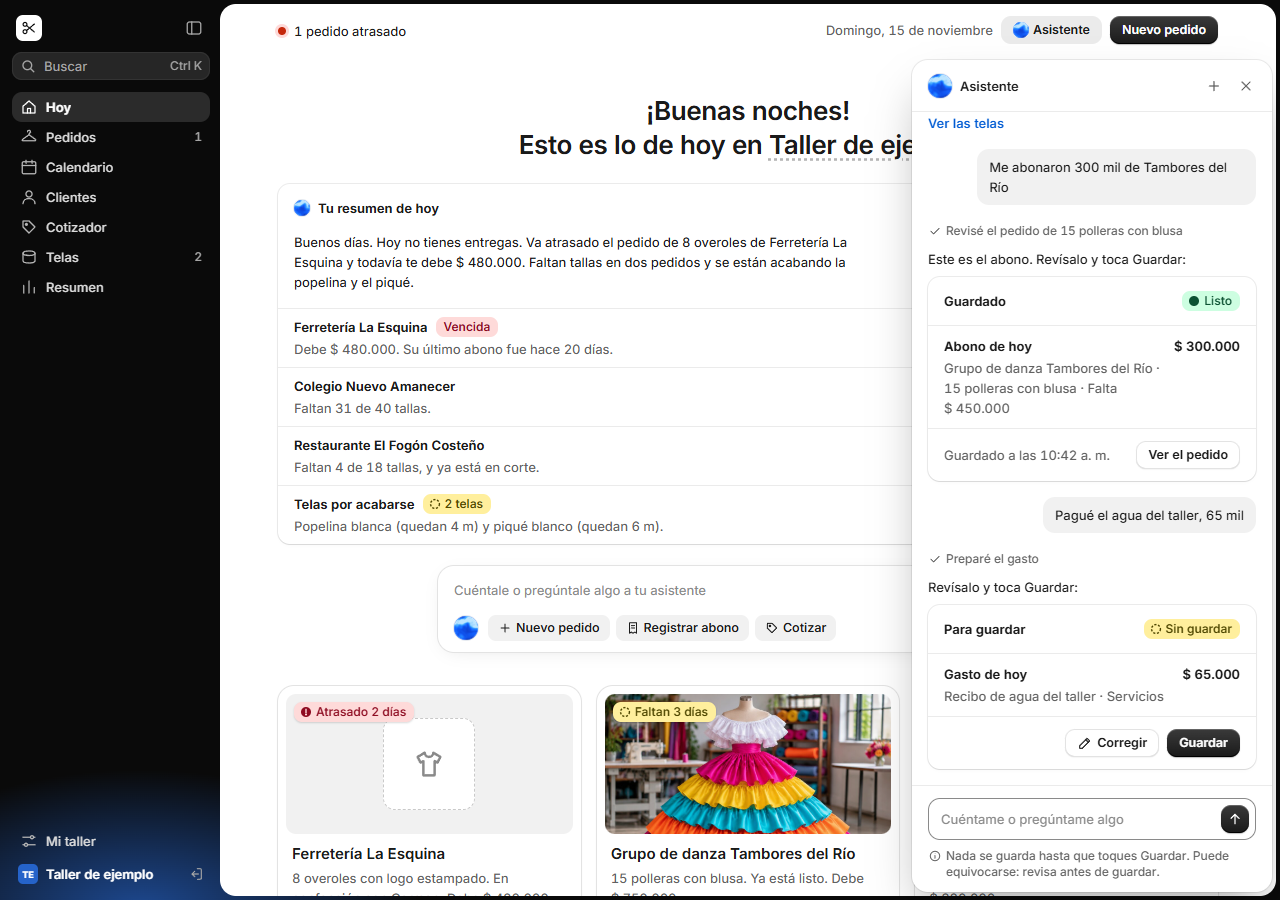 Buscar
Ctrl K
Hoy
Pedidos
1
Calendario
Clientes
Cotizador
Telas
2
Resumen
Mi taller
TE
Taller de ejemplo
1 pedido atrasado
Domingo, 15 de noviembre
Asistente
Nuevo pedido
¡Buenas noches!
Esto es lo de hoy en Taller de eje
Tu resumen de hoy
Buenos días. Hoy no tienes entregas. Va atrasado el pedido de 8 overoles de Ferretería La
Esquina y todavía te debe $ 480.000. Faltan tallas en dos pedidos y se están acabando la
popelina y el piqué.
Ferretería La Esquina
Vencida
Debe $ 480.000. Su último abono fue hace 20 días.
Colegio Nuevo Amanecer
Faltan 31 de 40 tallas.
Restaurante El Fogón Costeño
Faltan 4 de 18 tallas, y ya está en corte.
Telas por acabarse
2 telas
Popelina blanca (quedan 4 m) y piqué blanco (quedan 6 m).
Cuéntale o pregúntale algo a tu asistente
Nuevo pedido
Registrar abono
Cotizar
Atrasado 2 días
Ferretería La Esquina
8 overoles con logo estampado. En
Faltan 3 días
Grupo de danza Tambores del Río
15 polleras con blusa. Ya está listo. Debe
Asistente
Ver las telas
Me abonaron 300 mil de Tambores del
Río
Revisé el pedido de 15 polleras con blusa
Este es el abono. Revísalo y toca Guardar:
Guardado
Listo
Abono de hoy
$ 300.000
Grupo de danza Tambores del Río ·
15 polleras con blusa · Falta
$ 450.000
Guardado a las 10:42 a. m.
Ver el pedido
Pagué el agua del taller, 65 mil
Preparé el gasto
Revísalo y toca Guardar:
Para guardar
Sin guardar
Gasto de hoy
$ 65.000
Recibo de agua del taller · Servicios
Corregir
Guardar
Cuéntame o pregúntame algo
Nada se guarda hasta que toques Guardar. Puede
equivocarse: revisa antes de guardar.